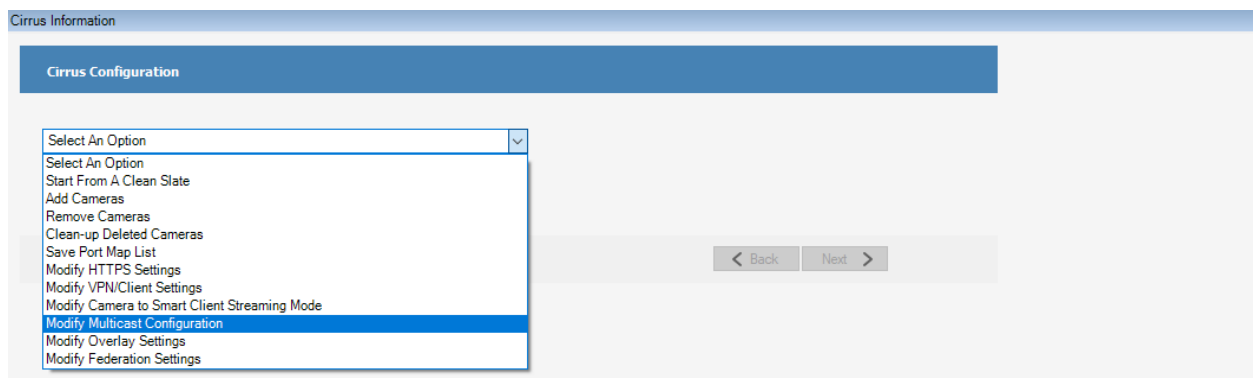 Cirrus Information
Cirrus Configuration
Select An Option
Select An Option
Start From A Clean Slate
Add Cameras
Remove Cameras
Clean-up Deleted Cameras
Save Port Map List
Modify HTTPS Settings
Modify VPN/Client Settings
Modify Camera to Smart Client Streaming Mode
Modify Multicast Configuration
Modify Overlay Settings
Modify Federation Settings
Back Next